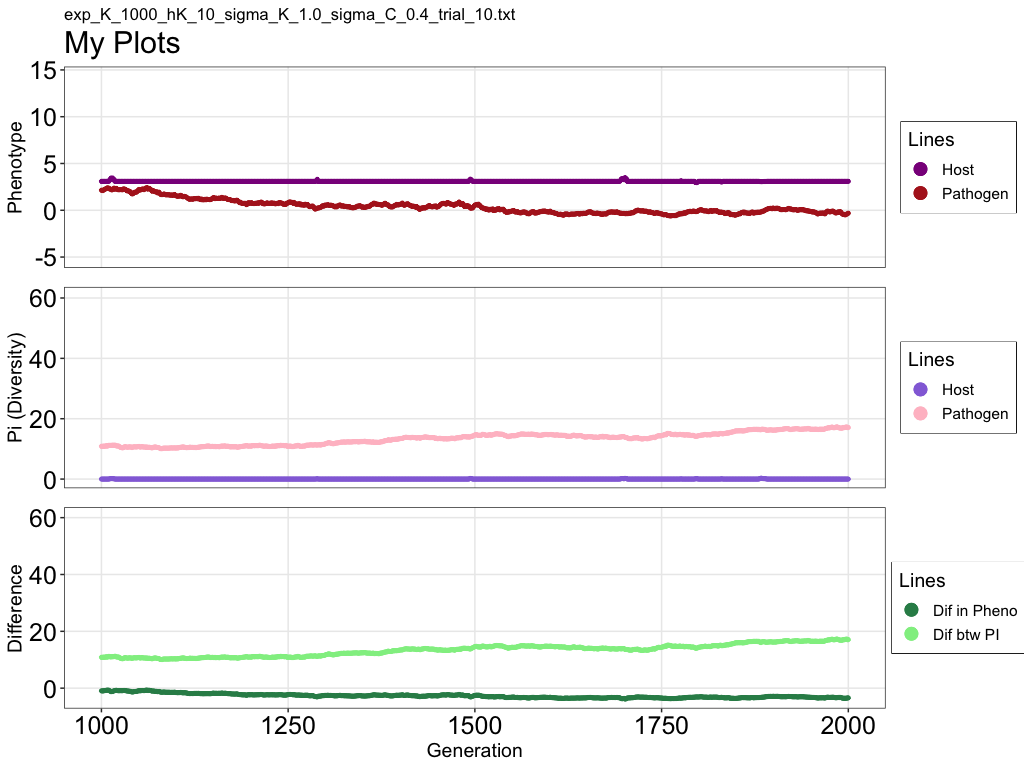 exp_K_1000_hK_10_sigma_K_1.0_sigma_C_0.4_trial_10.txt
My Plots
Phenotype
15
10
5
0
-5
Lines
Host
Pathogen
Pi (Diversity)
60
40
20
0
Lines
Host
Pathogen
Difference
60
40
20
0
Lines
Dif in Pheno
Dif btw PI
1000 1250 1500 1750 2000
Generation